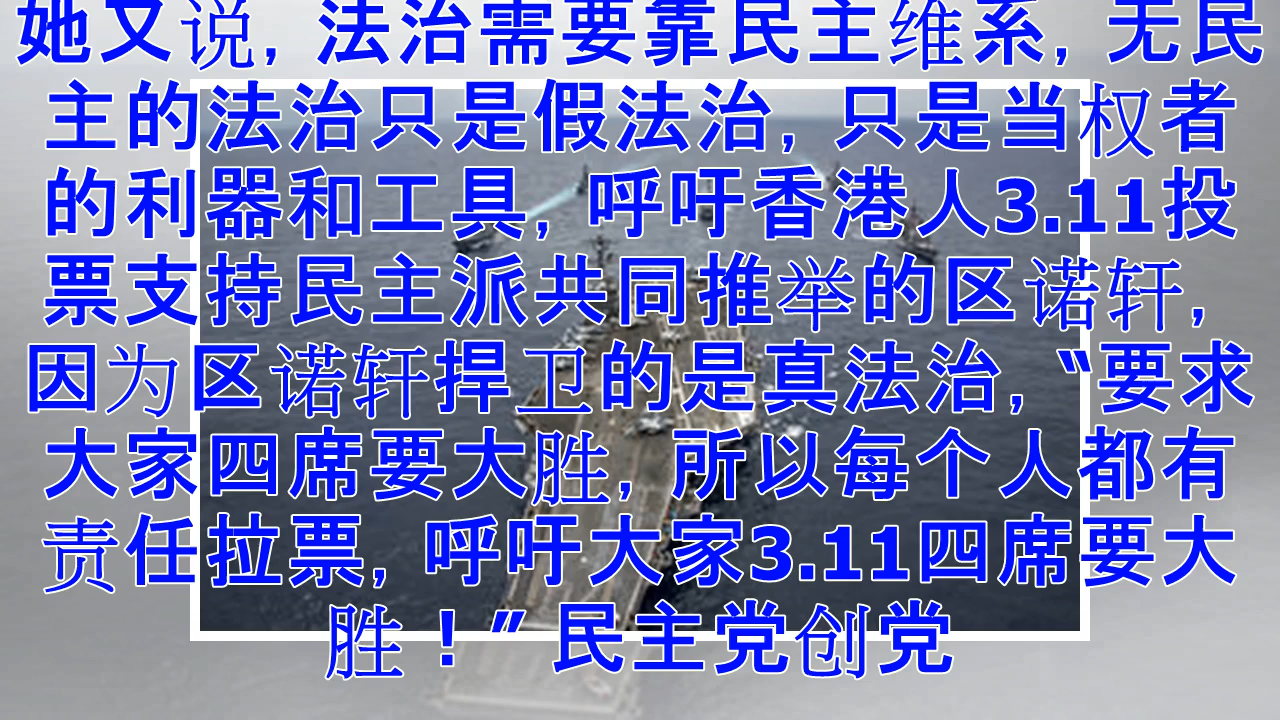 她又说, 法治需要靠民主维系, 无民
主的法治只是假法治, 只是当权者
的利器和工具, 呼吁香港人3.11投
票支持民主派共同推举的区诺轩,
因为区诺轩捍卫的是真法治, “要求
大家四席要大胜, 所以每个人都有
责任拉票, 呼吁大家3.11四席要大
胜！” 民主党创党